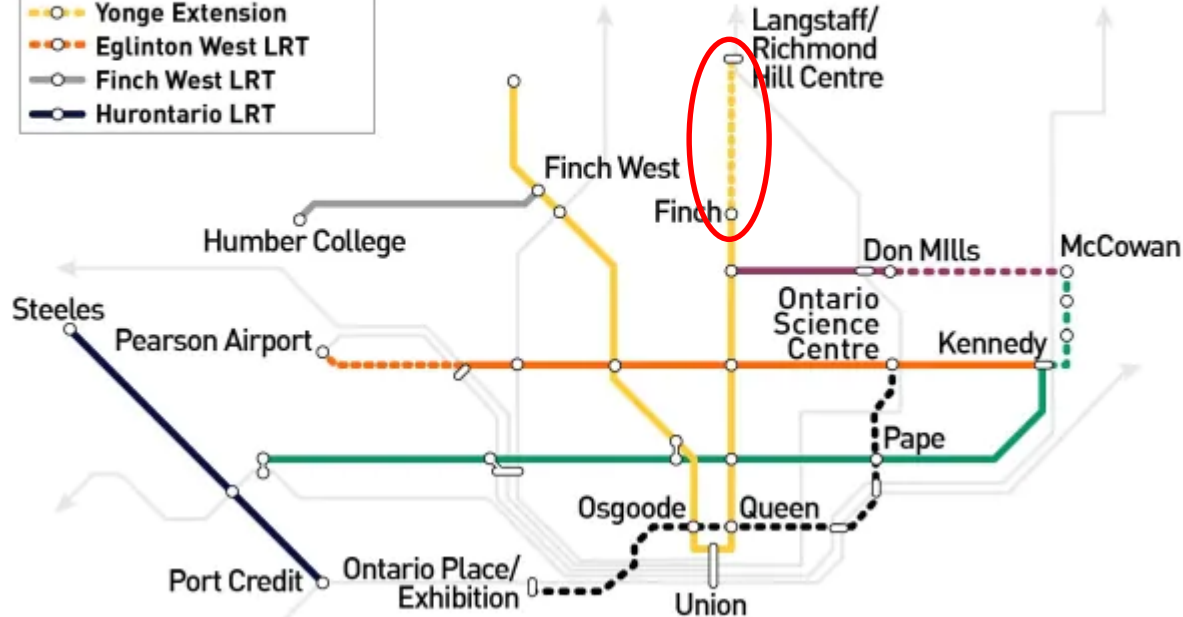 Yonge Extension
Eglinton West LRT
Finch West LRT
Hurontario LRT
Langstaff/
Richmond
Hill Centre
Finch West
Finch
Humber College
Don MIlls
McCowan
Steeles
Pearson Airport
Ontario
Science
Centre
Kennedy
Pape
Osgoode
Queen
Port Credit
Ontario Place/
Exhibition
Union